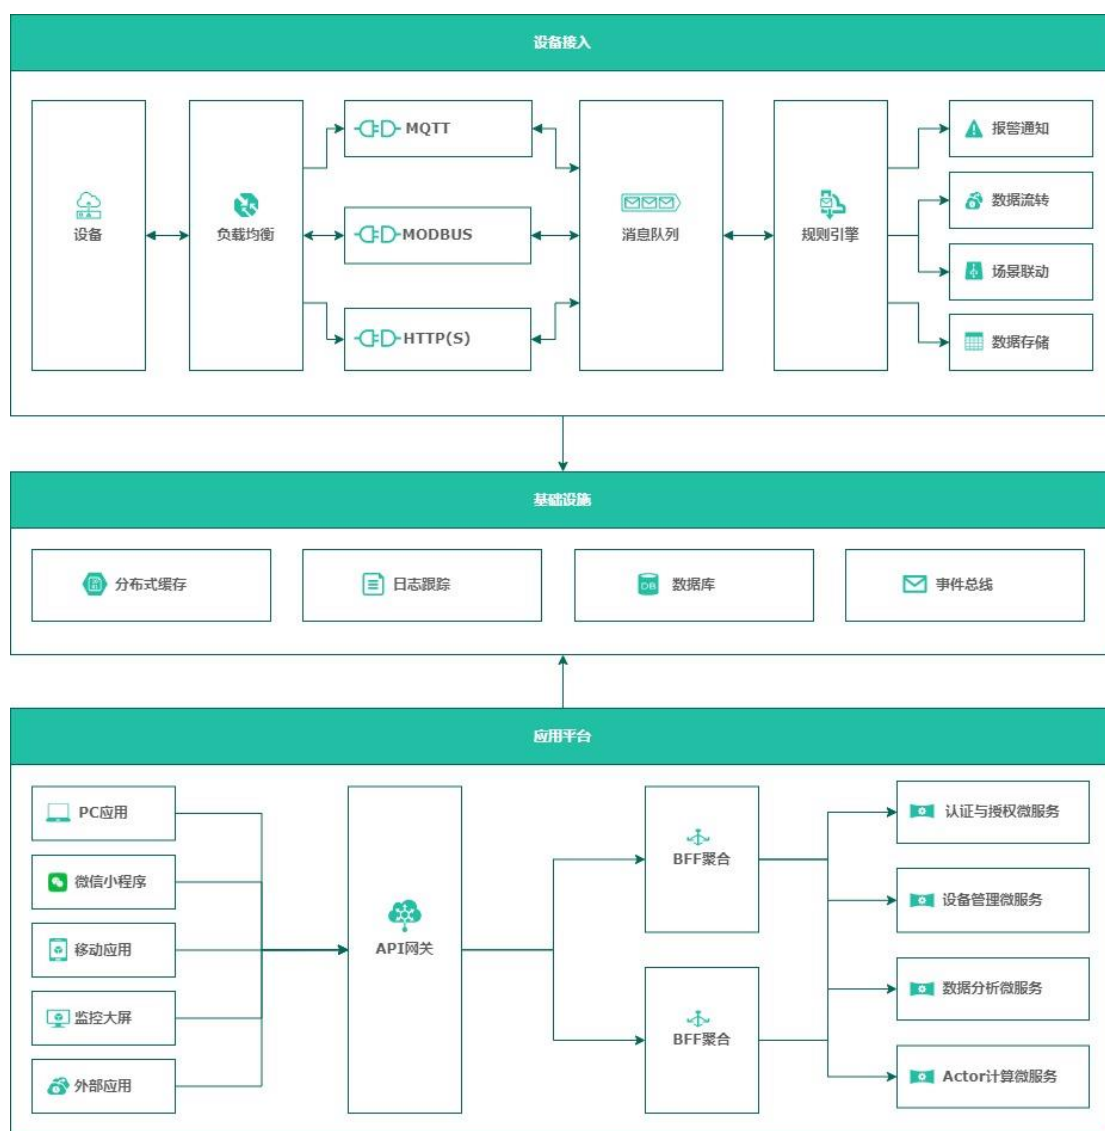 设备接入
设备
负载均衡
MQTT
MODBUS
HTTP(S)
消息队列
规则引擎
报警通知
数据流转
场景联动
数据存储
基础设施
分布式缓存
日志跟踪
DB
数据库
事件总线
应用平台
PC应用
微信小程序
移动应用
监控大屏
外部应用
API网关
BFF聚合
BFF聚合
认证与授权微服务
设备管理微服务
数据分析微服务
Actor计算微服务